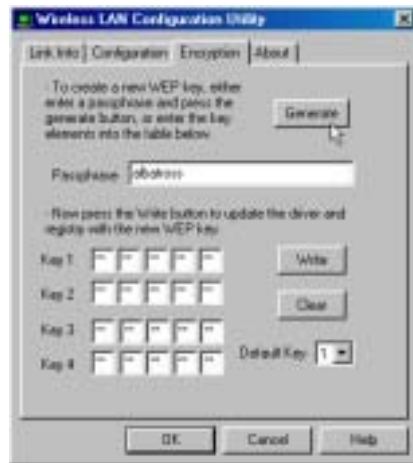 Wireless LAN Configuration Utility
Link Info Configuration Encryption About
- To create a new WEP key, either
enter a passphrase and press the
generate button, or enter the key
elements into the table below.
Generate
Passphrase: albatross
- Now press the Write button to update the driver and
registry with the new WEP key.
Key 1 ** ** ** ** ** Write
Key 2 ** ** ** ** ** Clear
Key 3 ** ** ** ** **
Key 4 ** ** ** ** ** Default Key: 1
OK Cancel Help